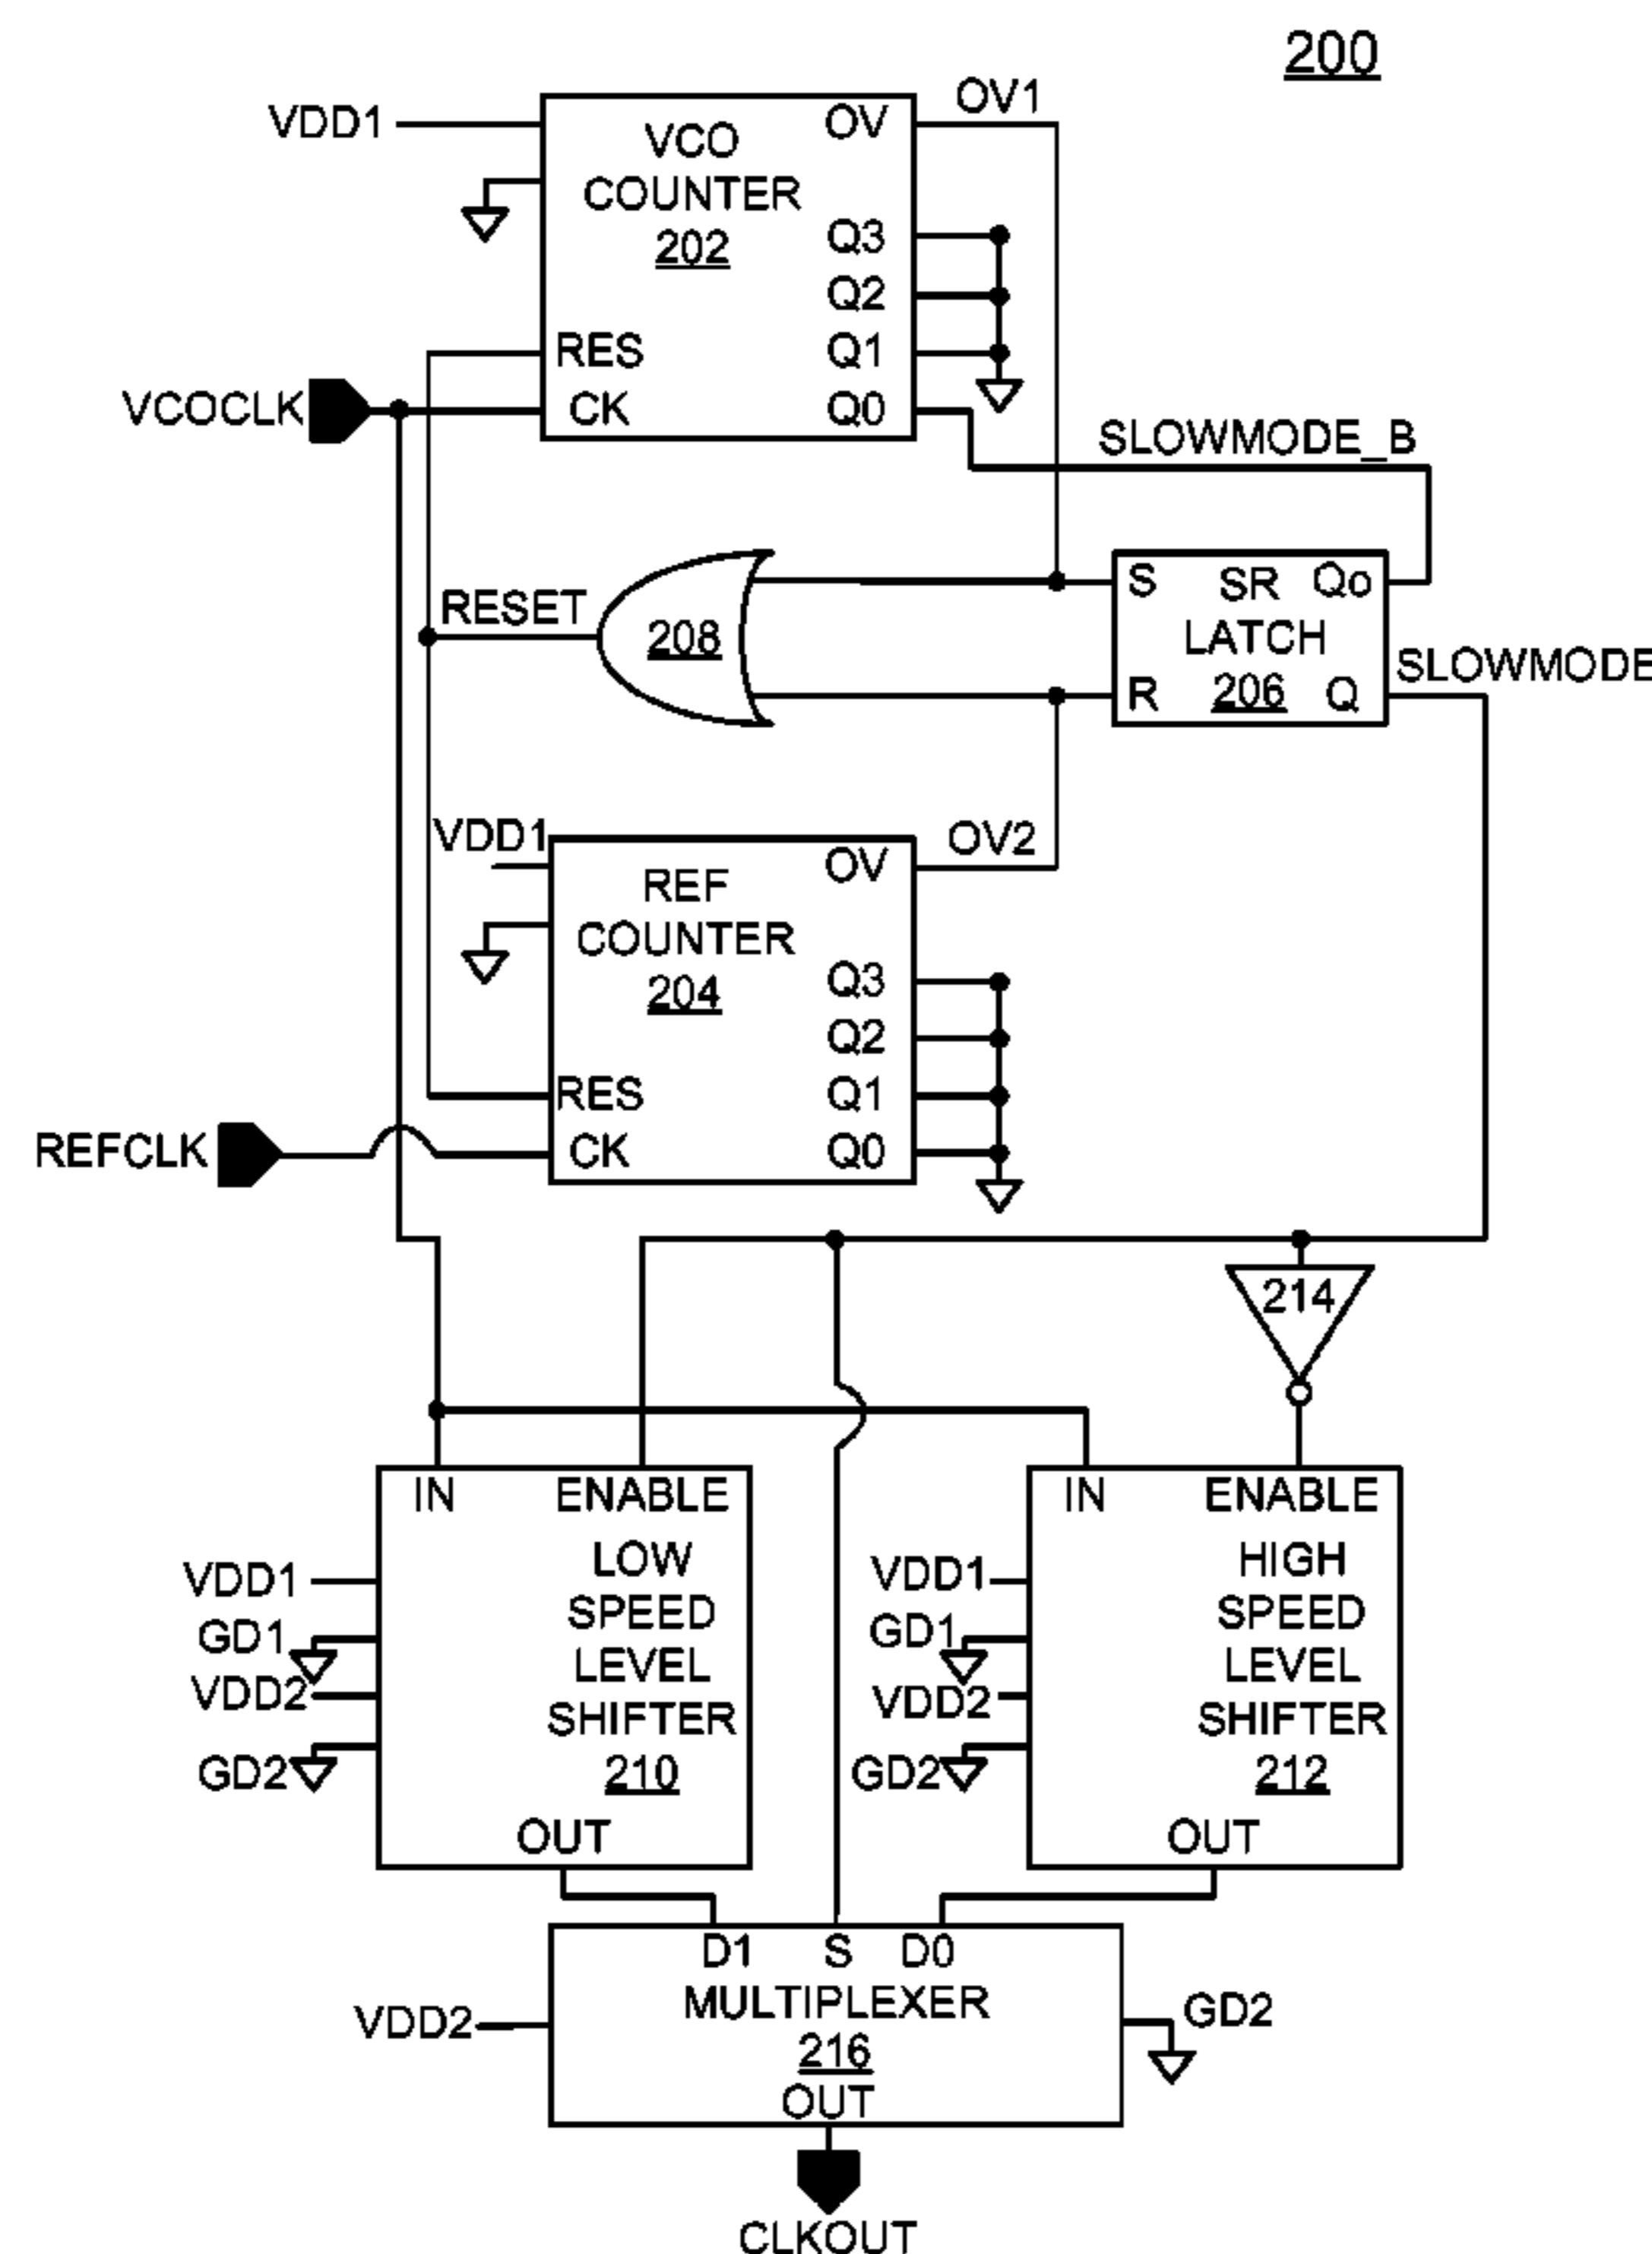 200
VDD1
VCO
COUNTER
202
OV
OV1
Q3
Q2
Q1
Q0
RES
CK
VCOCLK
SLOWMODE_B
RESET
208
S
SR
LATCH
206
Qo
R
Q
SLOWMODE
VDD1
REF
COUNTER
204
OV
OV2
Q3
Q2
Q1
Q0
RES
CK
REFCLK
214
IN
ENABLE
LOW
SPEED
LEVEL
SHIFTER
210
OUT
VDD1
GD1
VDD2
GD2
IN
ENABLE
HIGH
SPEED
LEVEL
SHIFTER
212
OUT
VDD1
GD1
VDD2
GD2
D1
S
D0
MULTIPLEXER
216
OUT
VDD2
GD2
CLKOUT